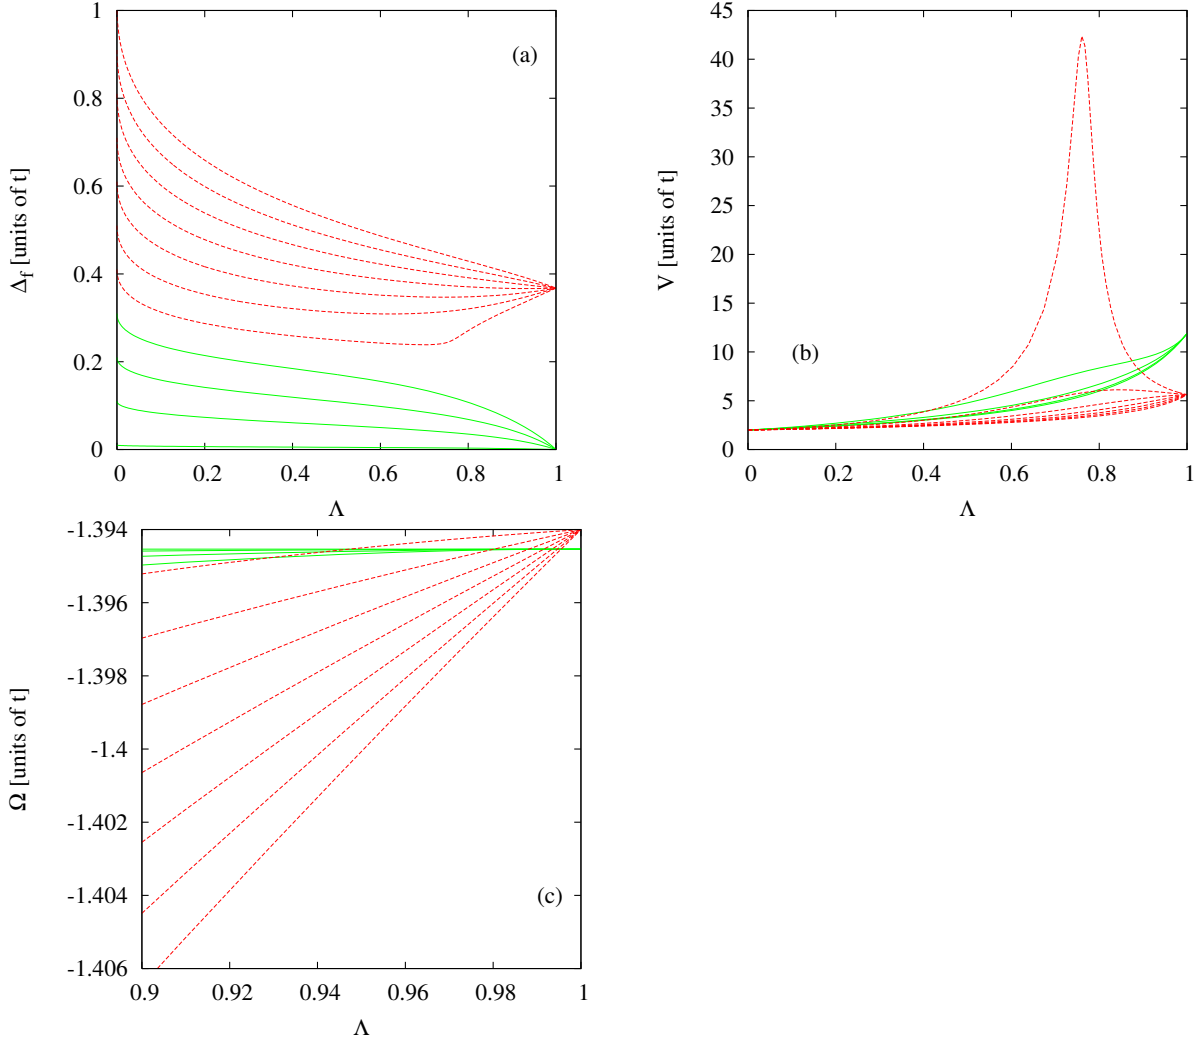 1
0.8
0.6
0.4
0.2
0
0 0.2 0.4 0.6 0.8 1
Δf [units of t]
Λ
(a)
45
40
35
30
25
20
15
10
5
0
0 0.2 0.4 0.6 0.8 1
V [units of t]
Λ
(b)
-1.394
-1.396
-1.398
-1.4
-1.402
-1.404
-1.406
0.9 0.92 0.94 0.96 0.98 1
Ω [units of t]
Λ
(c)